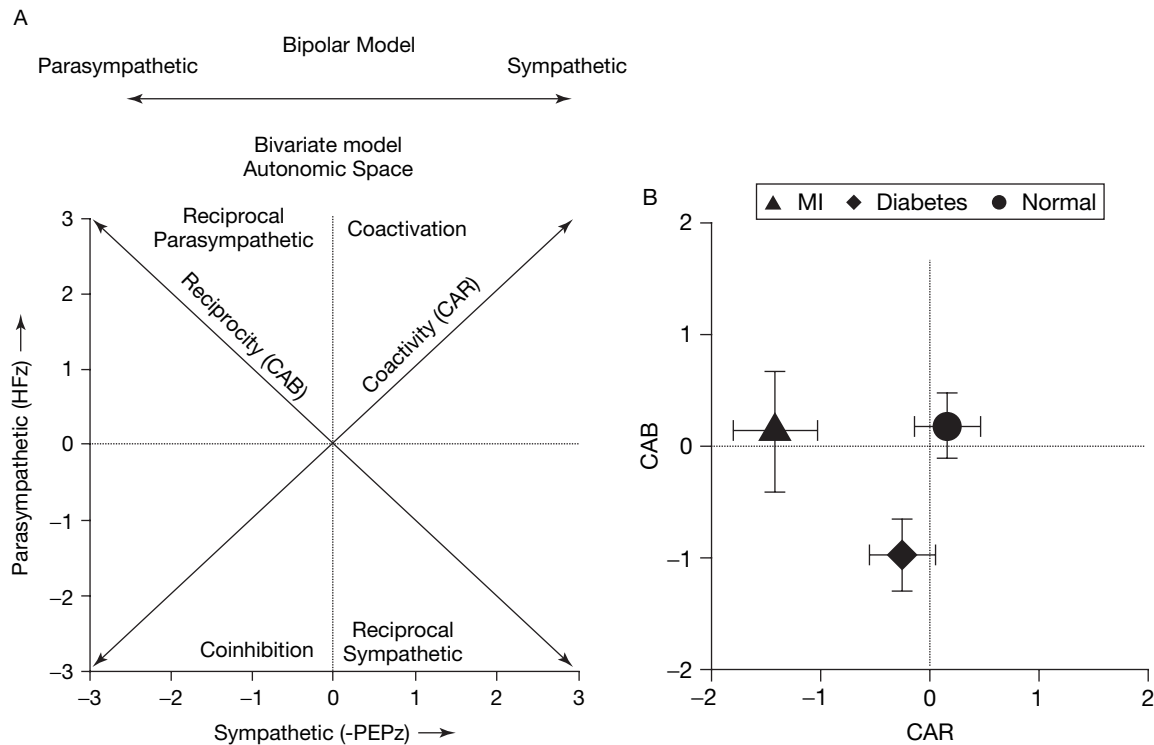 A
Bipolar Model
Parasympathetic
Sympathetic
Bivariate model
Autonomic Space
Reciprocal
Parasympathetic
Coactivation
Reciprocity (CAB)
Coactivity (CAR)
3
2
1
0
−1
−2
−3
Parasympathetic (HFz)
Coinhibition
Reciprocal
Sympathetic
−3 −2 −1 0 1 2 3
Sympathetic (-PEPz)
B
MI Diabetes Normal
2
1
0
−1
−2
CAB
−2 −1 0 1 2
CAR